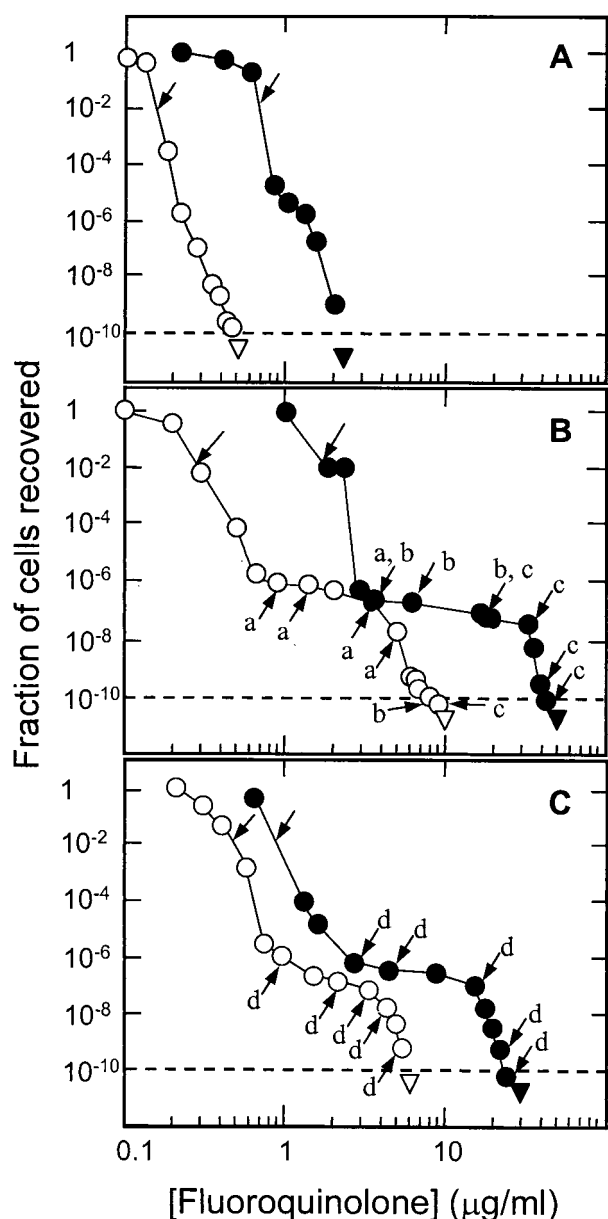 Fraction of cells recovered
A
1
10-2
10-4
10-6
10-8
10-10
B
1
10-2
10-4
10-6
10-8
10-10
a
a
a
a, b
a
b
b, c
c
c
c
b
c
C
1
10-2
10-4
10-6
10-8
10-10
d
d
d
d
d
d
d
d
d
d
0.1
1
10
[Fluoroquinolone] (μg/ml)